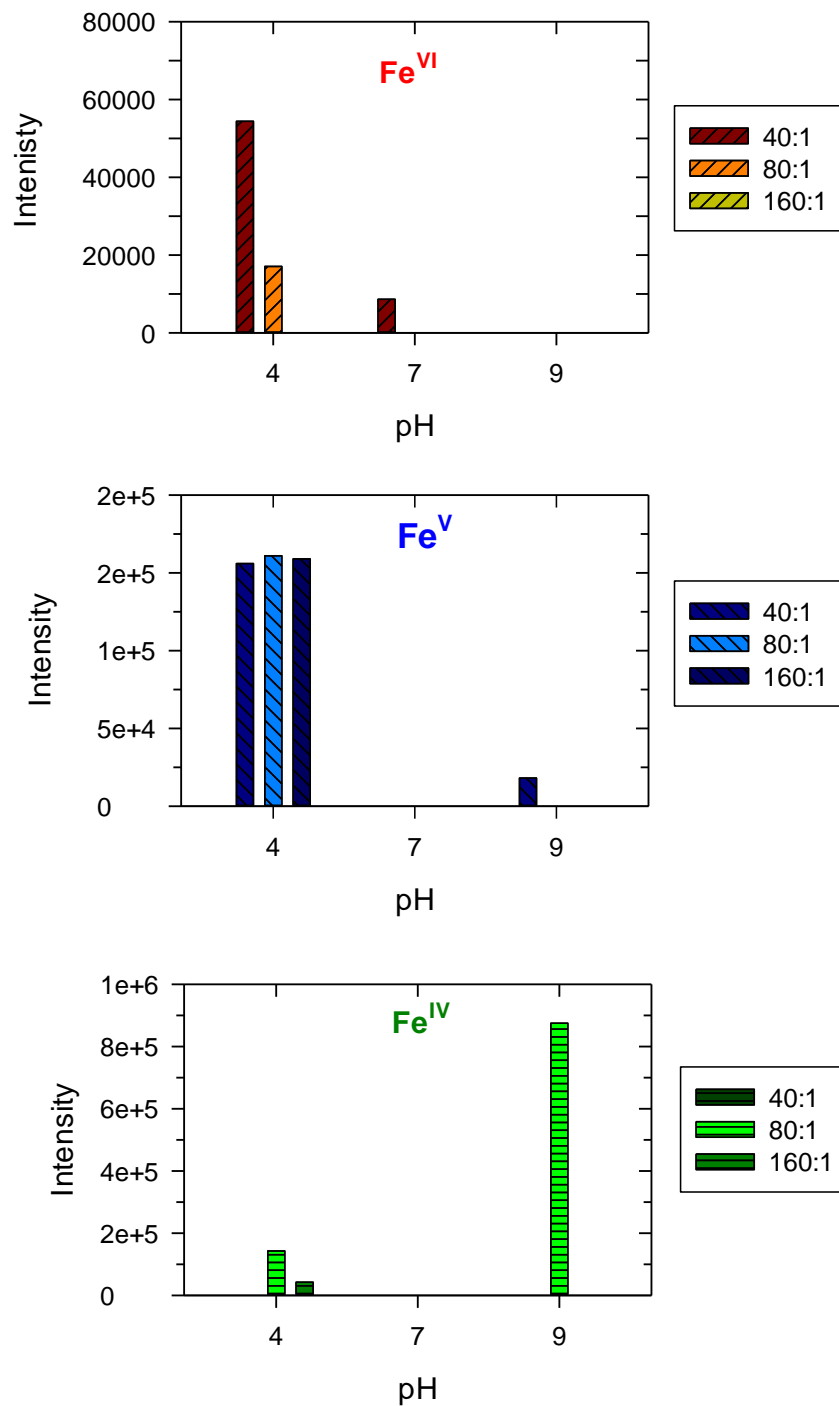 80000
Fe^VI
60000
40:1
80:1
40000
160:1
Intenisty
20000
0
4 7 9
pH
2e+5
Fe^V
2e+5
40:1
80:1
1e+5
160:1
Intensity
5e+4
0
4 7 9
pH
1e+6
Fe^IV
8e+5
40:1
6e+5
80:1
4e+5
160:1
Intensity
2e+5
0
4 7 9
pH